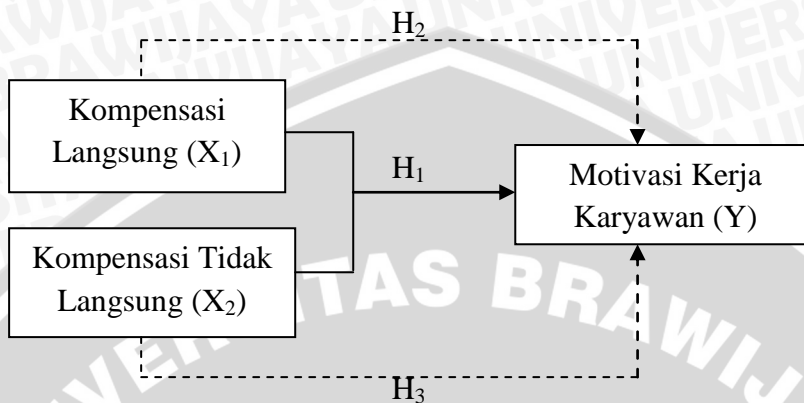 H₂
Kompensasi
Langsung (X₁)
H₁
Motivasi Kerja
Karyawan (Y)
Kompensasi Tidak
Langsung (X₂)
H₃